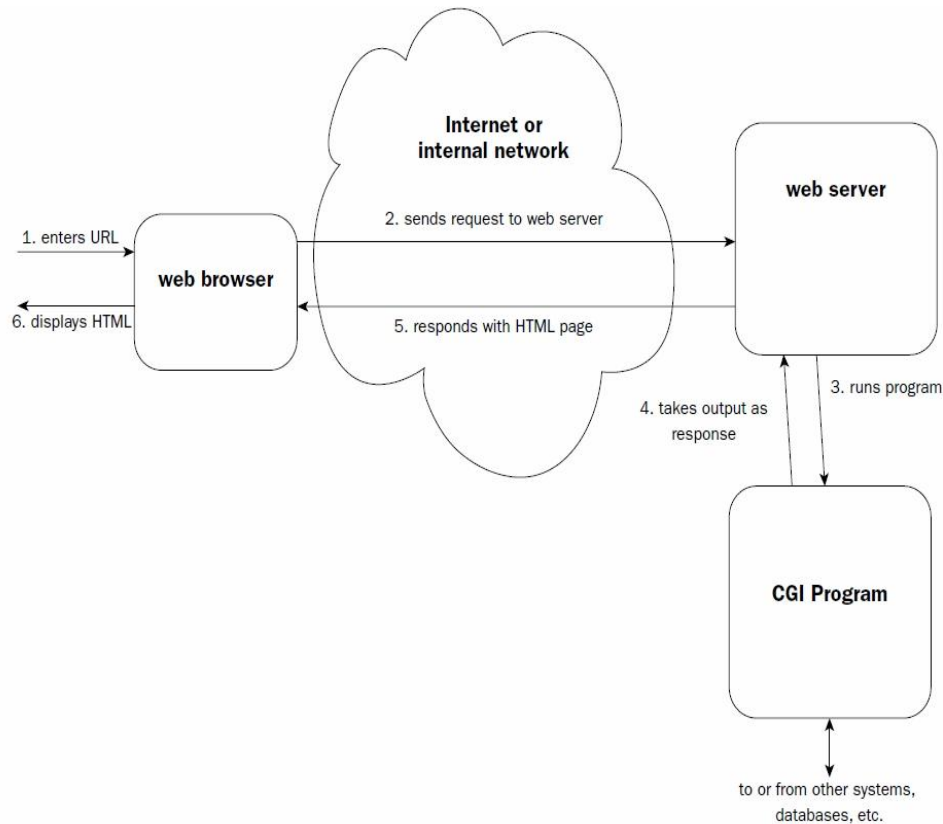 Internet or
internal network
web server
1. enters URL
2. sends request to web server
web browser
6. displays HTML
5. responds with HTML page
3. runs program
4. takes output as
response
CGI Program
to or from other systems,
databases, etc.